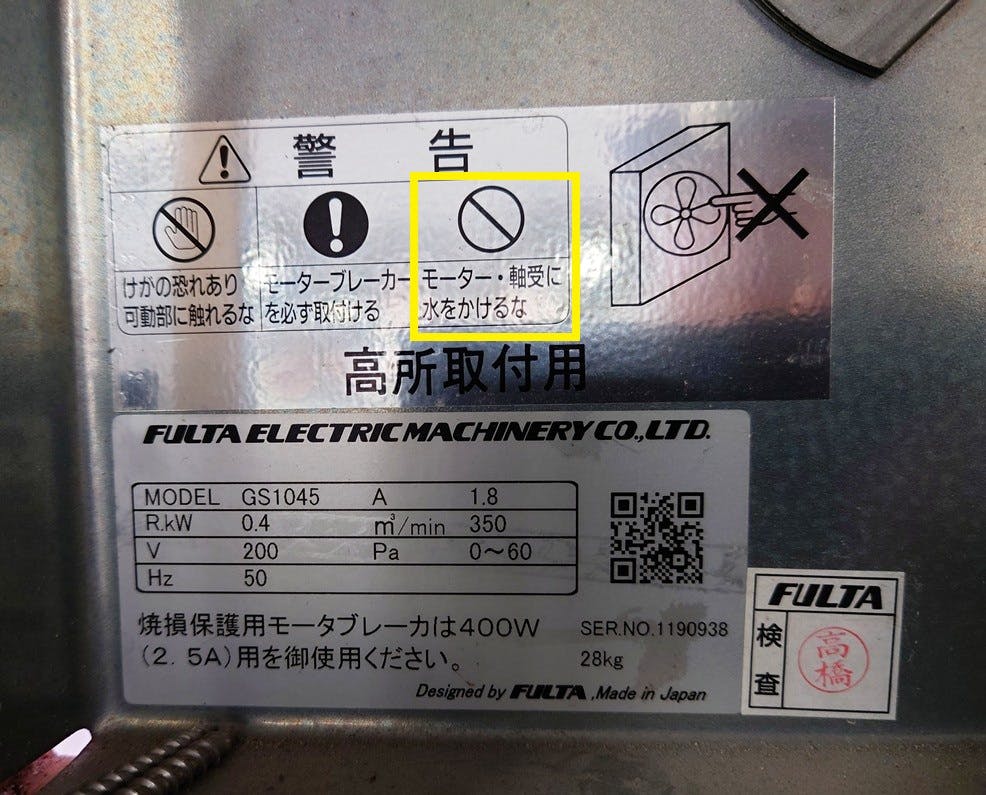 警告
けがの恐れあり
可動部に触れるな
モーターブレーカー
を必ず取付ける
モーター・軸受に
水をかけるな
高所取付用
FULTA ELECTRIC MACHINERY CO.,LTD.
MODEL GS1045 A 1.8
R.kW 0.4 m³/min 350
V 200 Pa 0～60
Hz 50
焼損保護用モータブレーカは400W
(2.5A)用を御使用ください。
SER.NO.1190938
28kg
Designed by FULTA ,Made in Japan
FULTA
検査
高橋